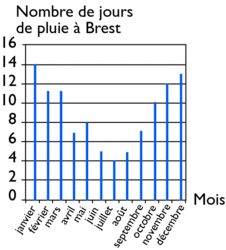 Nombre de jours
de pluie à Brest
16
14
12
10
8
6
4
2
0
Mois
janvier
février
mars
avril
mai
juin
juillet
août
septembre
octobre
novembre
décembre